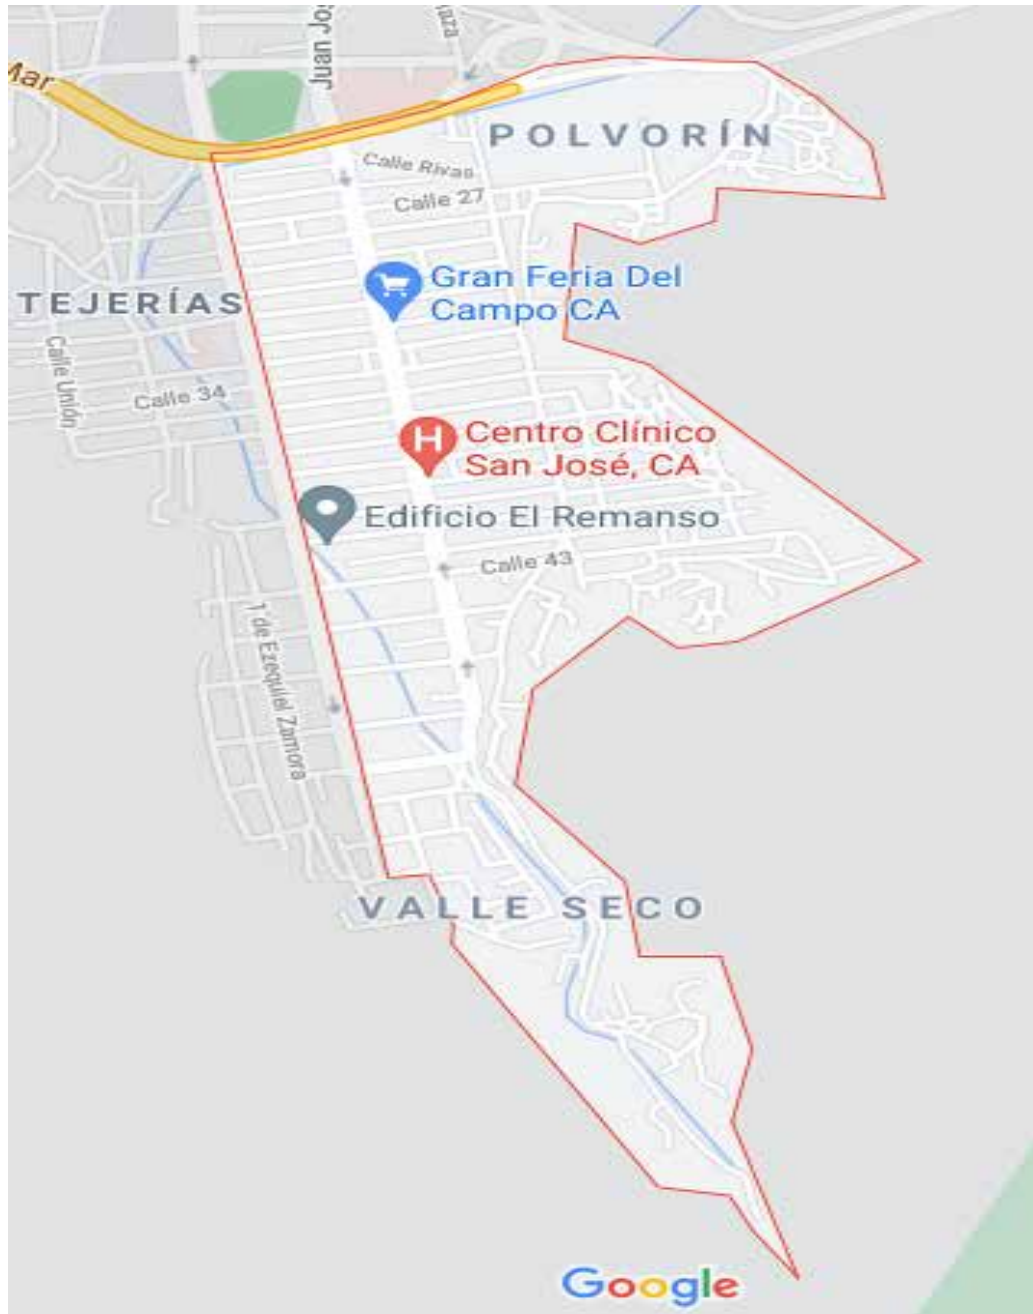 Mar
Juan Jos
aza
POLVORÍN
Calle Rivas
Calle 27
Gran Feria Del
Campo CA
TEJERÍAS
Calle Unión
Calle 34
H
Centro Clínico
San José, CA
Edificio El Remanso
Calle 43
1° de Ezequiel Zamora
VALLE SECO
Google